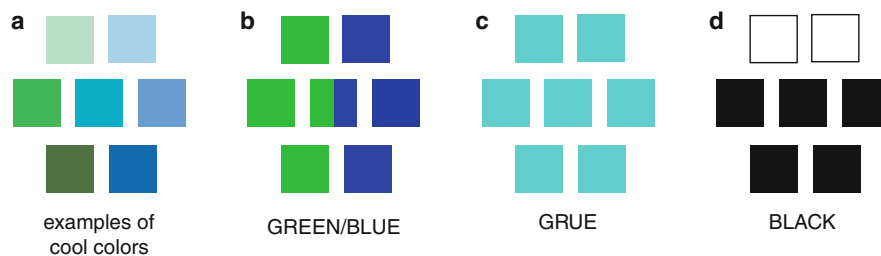 a
b
c
d
examples of
cool colors
GREEN/BLUE
GRUE
BLACK